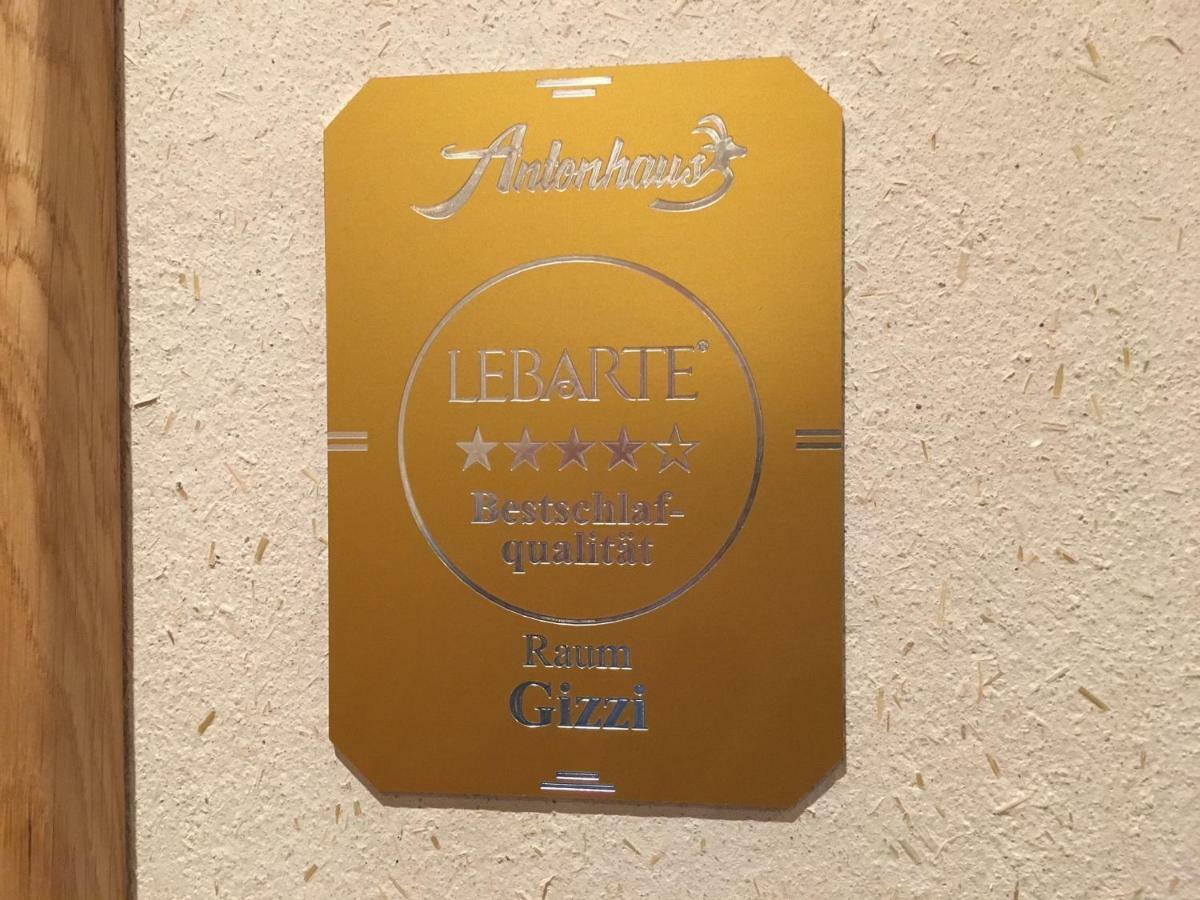 Antonhaus
LEBARTE®
Bestschlaf-
qualität
Raum
Gizzi